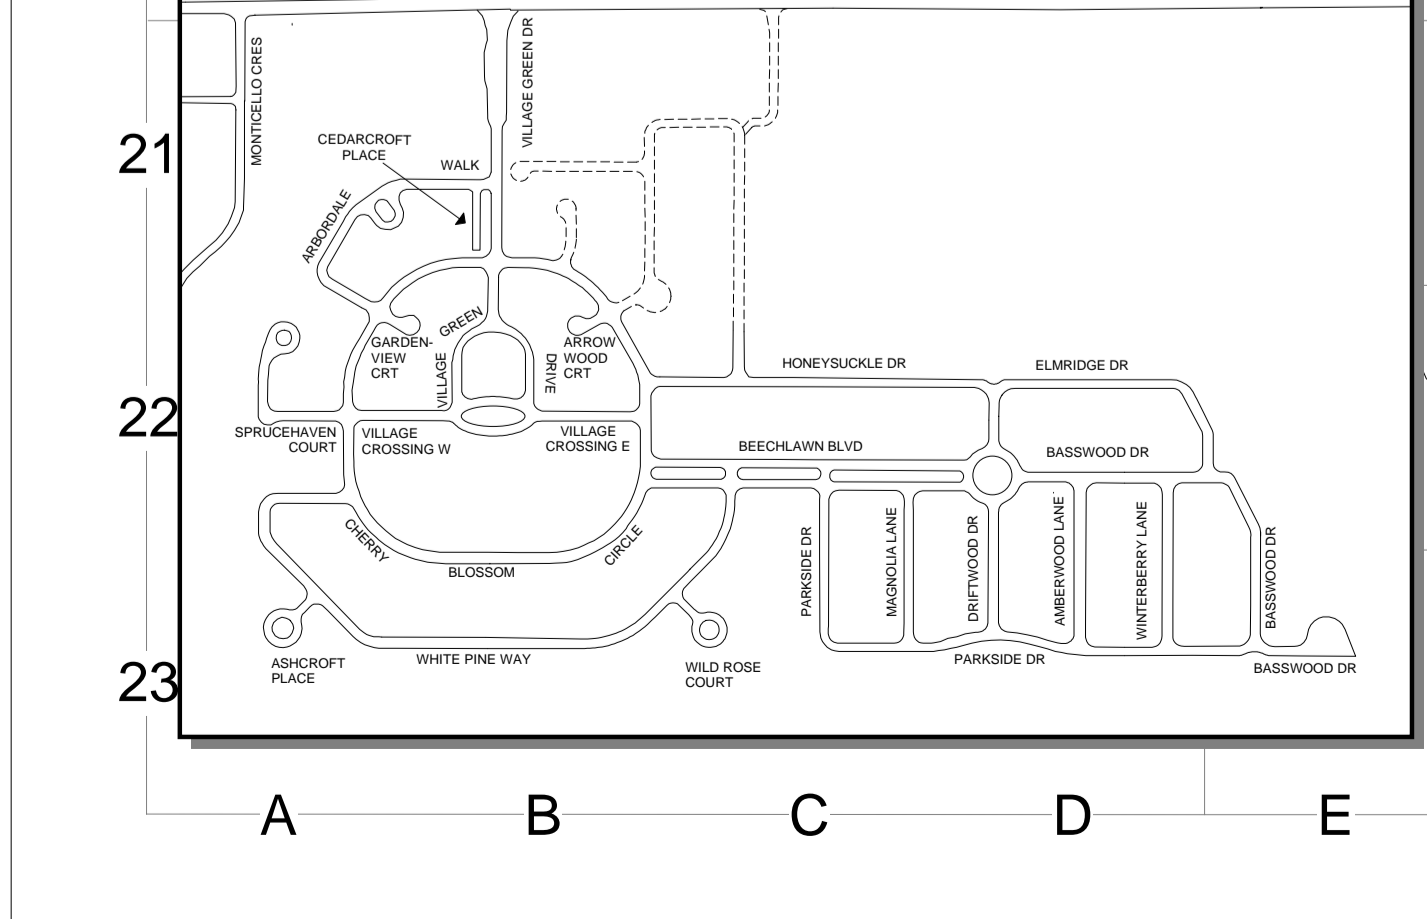 MONTICELLO CRES
VILLAGE GREEN DR
21
CEDARCROFT
PLACE
WALK
ARBORDALE
GREEN
GARDEN-
VIEW
CRT
VILLAGE
DRIVE
ARROW
WOOD
CRT
HONEYSUCKLE DR
ELMRIDGE DR
22
SPRUCEHAVEN
COURT
VILLAGE
CROSSING W
VILLAGE
CROSSING E
BEECHLAWN BLVD
BASSWOOD DR
CHERRY
BLOSSOM
CIRCLE
PARKSIDE DR
MAGNOLIA LANE
DRIFTWOOD DR
AMBERWOOD LANE
WINTERBERRY LANE
BASSWOOD DR
ASHCROFT
PLACE
WHITE PINE WAY
WILD ROSE
COURT
PARKSIDE DR
BASSWOOD DR
23
A
B
C
D
E